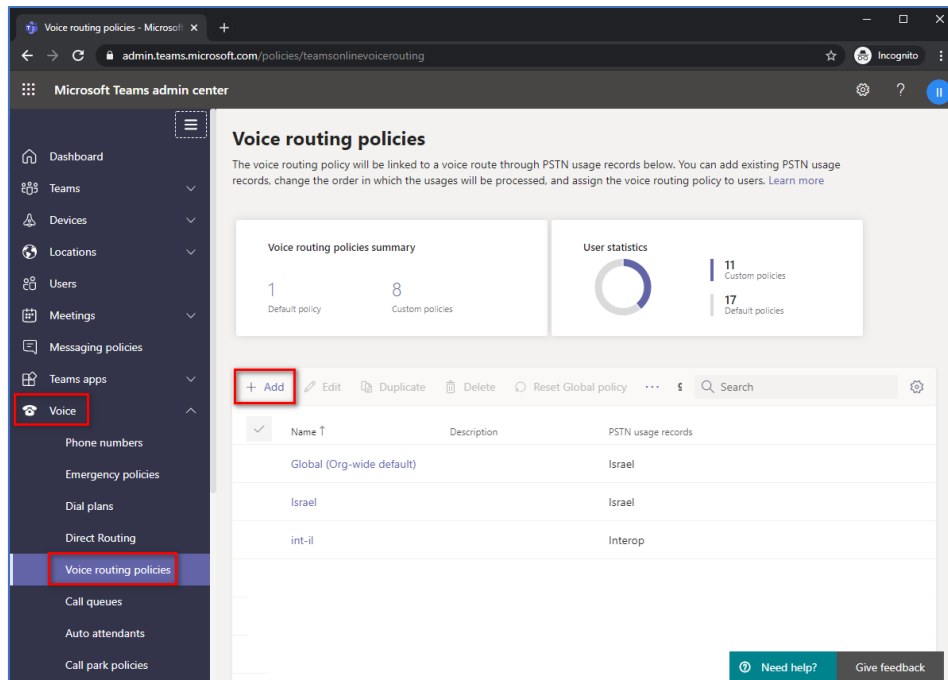 Voice routing policies - Microsof
admin.teams.microsoft.com/policies/teamsonlinevoicerouting
Incognito
Microsoft Teams admin center
?
II
Dashboard
Teams
Devices
Locations
Users
Meetings
Messaging policies
Teams apps
Voice
Phone numbers
Emergency policies
Dial plans
Direct Routing
Voice routing policies
Call queues
Auto attendants
Call park policies
Voice routing policies
The voice routing policy will be linked to a voice route through PSTN usage records below. You can add existing PSTN usage
records, change the order in which the usages will be processed, and assign the voice routing policy to users. Learn more
Voice routing policies summary
1
Default policy
8
Custom policies
User statistics
11
Custom policies
17
Default policies
+ Add Edit Duplicate Delete Reset Global policy ... Search
Name ↑ Description PSTN usage records
Global (Org-wide default) Israel
Israel Israel
int-il Interop
Need help? Give feedback